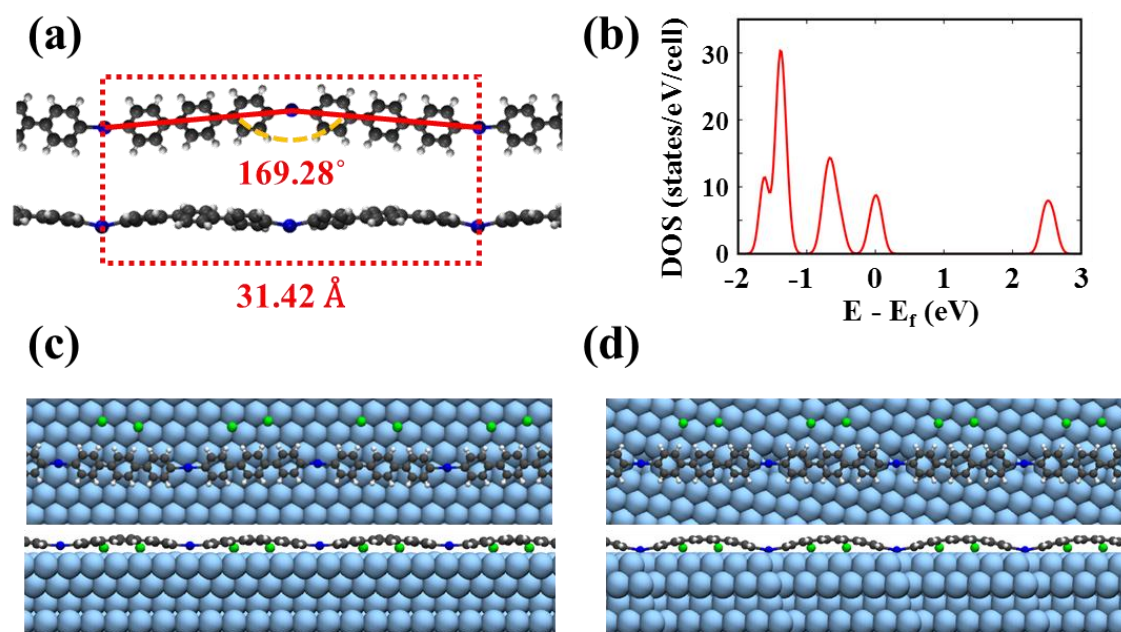 (a)
169.28°
31.42 Å
(b)
DOS (states/eV/cell)
30
20
10
0
-2 -1 0 1 2 3
E - Ef (eV)
(c)
(d)